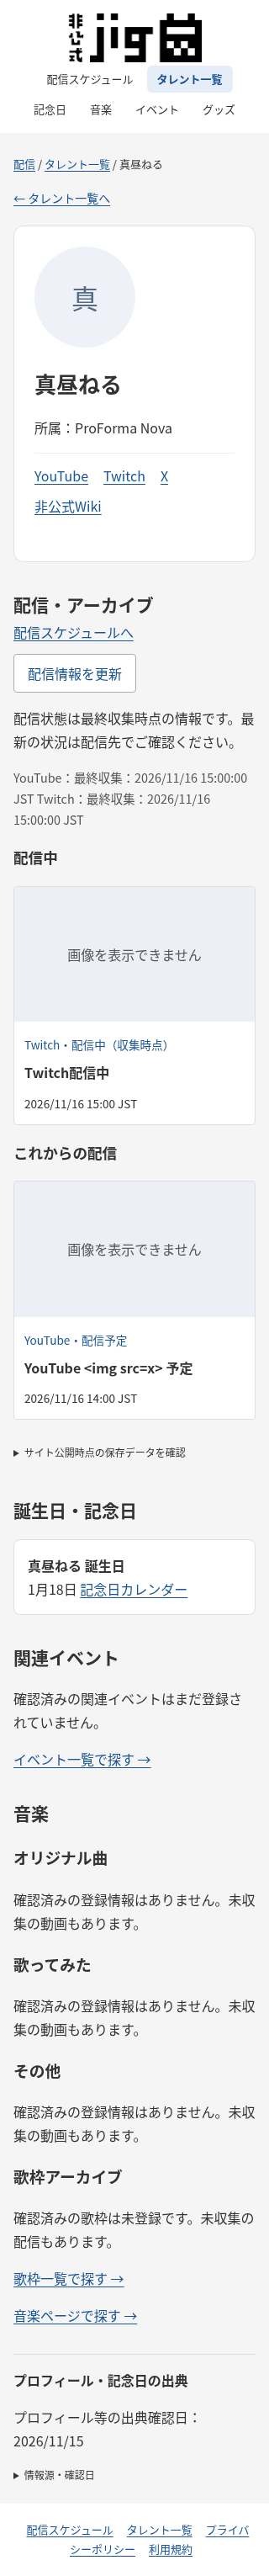 非公式 jig
配信スケジュール タレント一覧
記念日 音楽 イベント グッズ
配信 / タレント一覧 / 真昼ねる
← タレント一覧へ
真
真昼ねる
所属：ProForma Nova
YouTube Twitch X
非公式Wiki
配信・アーカイブ
配信スケジュールへ
配信情報を更新
配信状態は最終収集時点の情報です。最
新の状況は配信先でご確認ください。
YouTube：最終収集：2026/11/16 15:00:00
JST Twitch：最終収集：2026/11/16
15:00:00 JST
配信中
画像を表示できません
Twitch・配信中（収集時点）
Twitch配信中
2026/11/16 15:00 JST
これからの配信
画像を表示できません
YouTube・配信予定
YouTube <img src=x> 予定
2026/11/16 14:00 JST
▶ サイト公開時点の保存データを確認
誕生日・記念日
真昼ねる 誕生日
1月18日 記念日カレンダー
関連イベント
確認済みの関連イベントはまだ登録さ
れていません。
イベント一覧で探す →
音楽
オリジナル曲
確認済みの登録情報はありません。未収
集の動画もあります。
歌ってみた
確認済みの登録情報はありません。未収
集の動画もあります。
その他
確認済みの登録情報はありません。未収
集の動画もあります。
歌枠アーカイブ
確認済みの歌枠は未登録です。未収集の
配信もあります。
歌枠一覧で探す →
音楽ページで探す →
プロフィール・記念日の出典
プロフィール等の出典確認日：
2026/11/15
▶ 情報源・確認日
配信スケジュール タレント一覧 プライバ
シーポリシー 利用規約